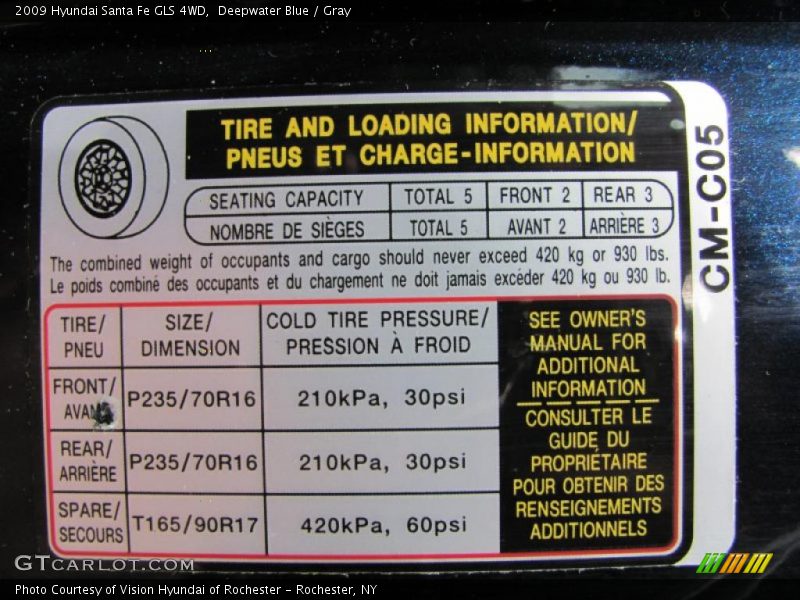 2009 Hyundai Santa Fe GLS 4WD,  Deepwater Blue / Gray
TIRE AND LOADING INFORMATION/
PNEUS ET CHARGE-INFORMATION
SEATING CAPACITY TOTAL 5 FRONT 2 REAR 3
NOMBRE DE SIÈGES TOTAL 5 AVANT 2 ARRIÈRE 3
The combined weight of occupants and cargo should never exceed 420 kg or 930 lbs.
Le poids combiné des occupants et du chargement ne doit jamais excéder 420 kg ou 930 lb.
CM-C05
TIRE/
PNEU
SIZE/
DIMENSION
COLD TIRE PRESSURE/
PRESSION À FROID
FRONT/
AVANT
P235/70R16
210kPa, 30psi
REAR/
ARRIÈRE
P235/70R16
210kPa, 30psi
SPARE/
SECOURS
T165/90R17
420kPa, 60psi
SEE OWNER'S
MANUAL FOR
ADDITIONAL
INFORMATION
CONSULTER LE
GUIDE DU
PROPRIÉTAIRE
POUR OBTENIR DES
RENSEIGNEMENTS
ADDITIONNELS
GTCARLOT.COM
Photo Courtesy of Vision Hyundai of Rochester - Rochester, NY